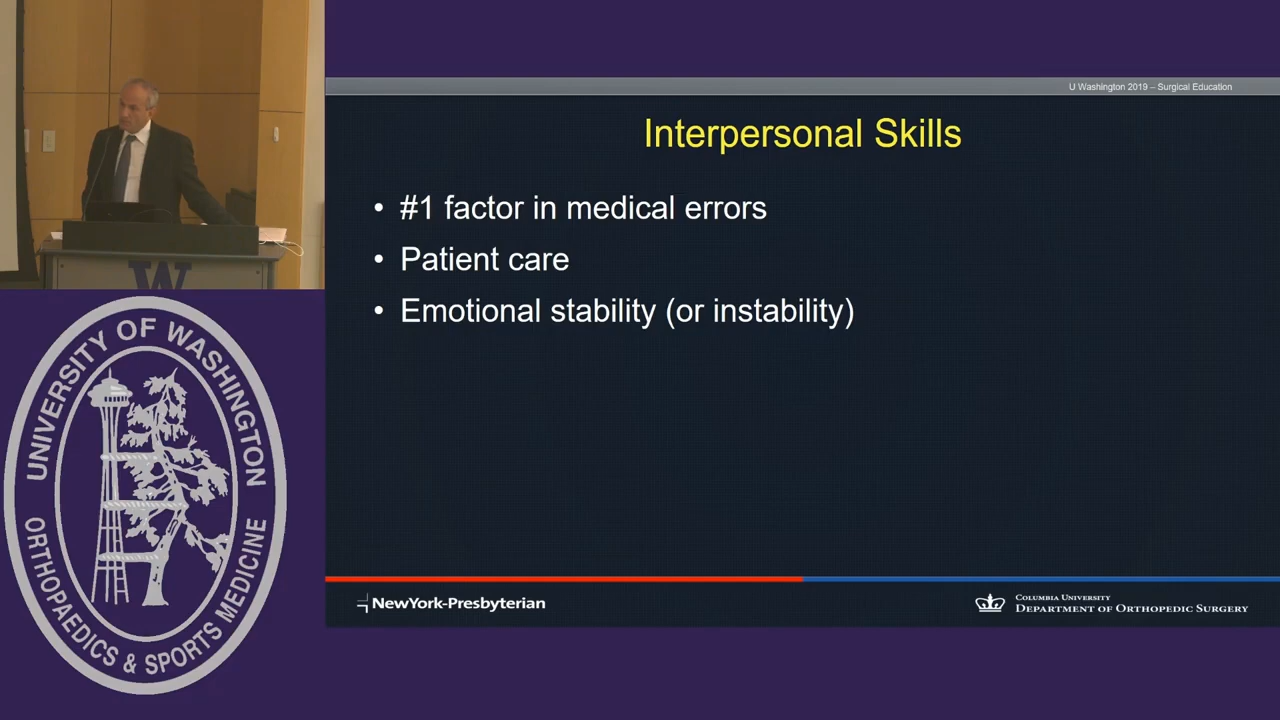 U Washington 2019 – Surgical Education
Interpersonal Skills
• #1 factor in medical errors
• Patient care
• Emotional stability (or instability)
NewYork-Presbyterian
COLUMBIA UNIVERSITY
DEPARTMENT OF ORTHOPEDIC SURGERY
W
UNIVERSITY OF WASHINGTON
ORTHOPAEDICS & SPORTS MEDICINE